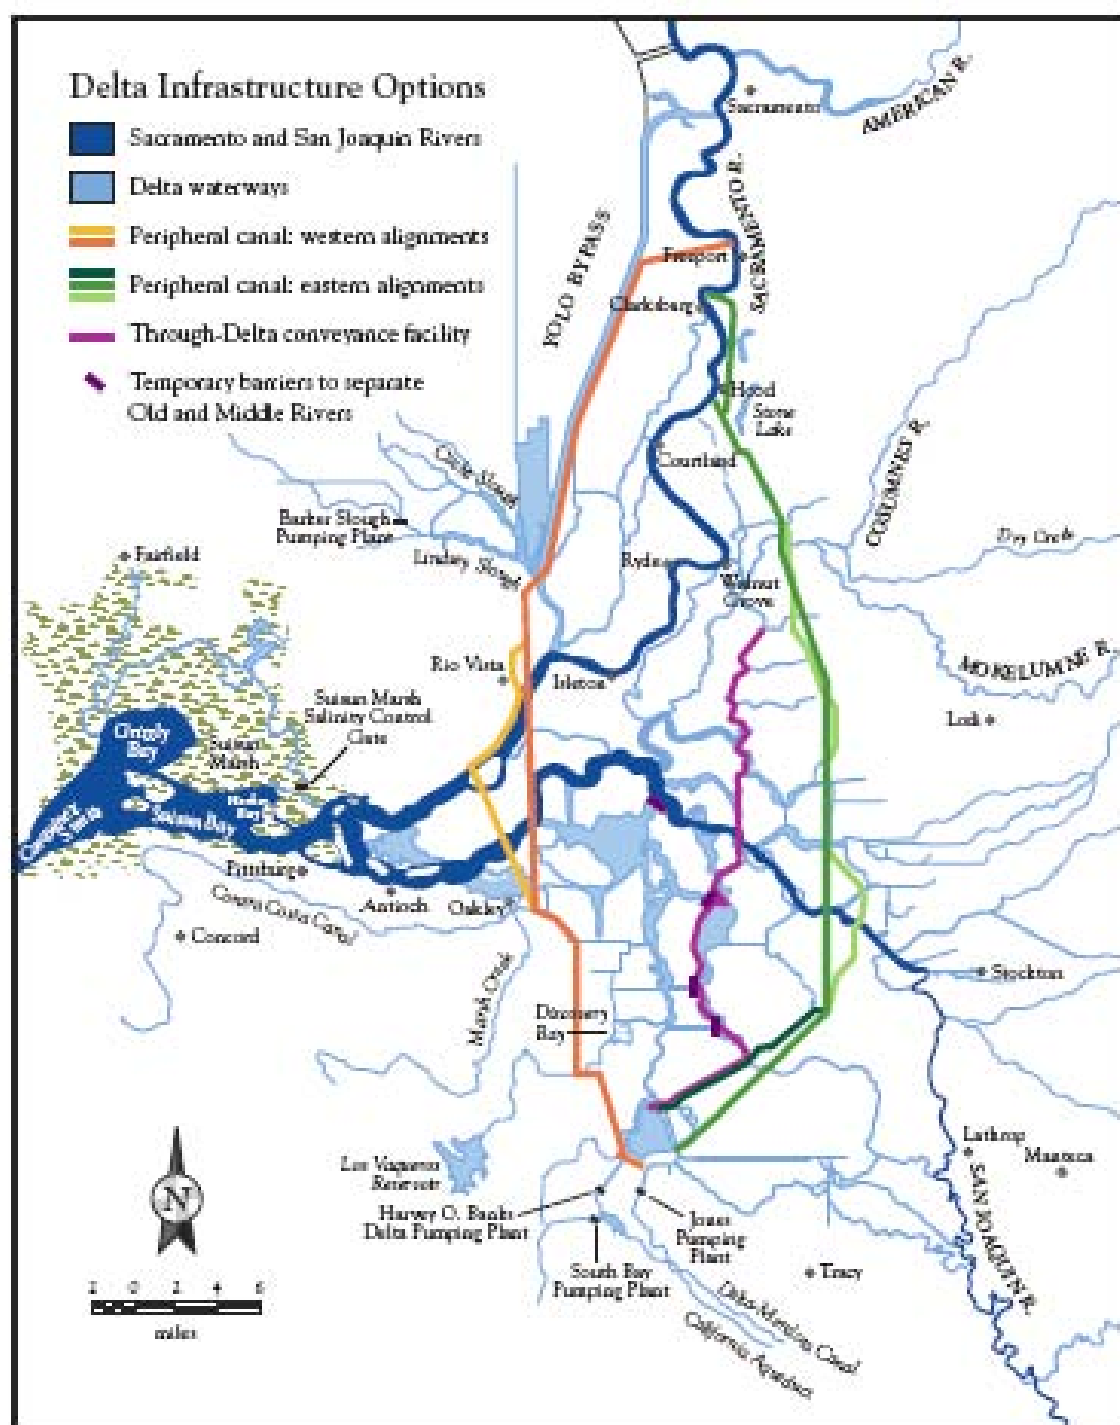 Delta Infrastructure Options
Sacramento and San Joaquin Rivers
Delta waterways
Peripheral canal: western alignments
Peripheral canal: eastern alignments
Through-Delta conveyance facility
Temporary barriers to separate
Old and Middle Rivers
Sacramento
AMERICAN R.
SACRAMENTO R.
YOLO BYPASS
Freeport
Clarksburg
Hood
Stone
Lake
Courtland
COSUMNES R.
Cache Slough
Barker Slough
Pumping Plant
Lindsey Slough
Dry Creek
Fairfield
Ryde
Walnut
Grove
MOKELUMNE R.
Rio Vista
Isleton
Suisun Marsh
Salinity Control
Gate
Lodi
Grizzly
Bay
Suisun
Marsh
Honker
Bay
Suisun Bay
Carquinez
Strait
Pittsburg
Contra Costa Canal
Antioch
Oakley
Concord
Marsh Creek
Stockton
Discovery
Bay
Los Vaqueros
Reservoir
Lathrop
Manteca
SAN JOAQUIN R.
Harvey O. Banks
Delta Pumping Plant
Jones
Pumping
Plant
South Bay
Pumping Plant
Tracy
Delta-Mendota Canal
California Aqueduct
N
2 0 2 4 6
miles